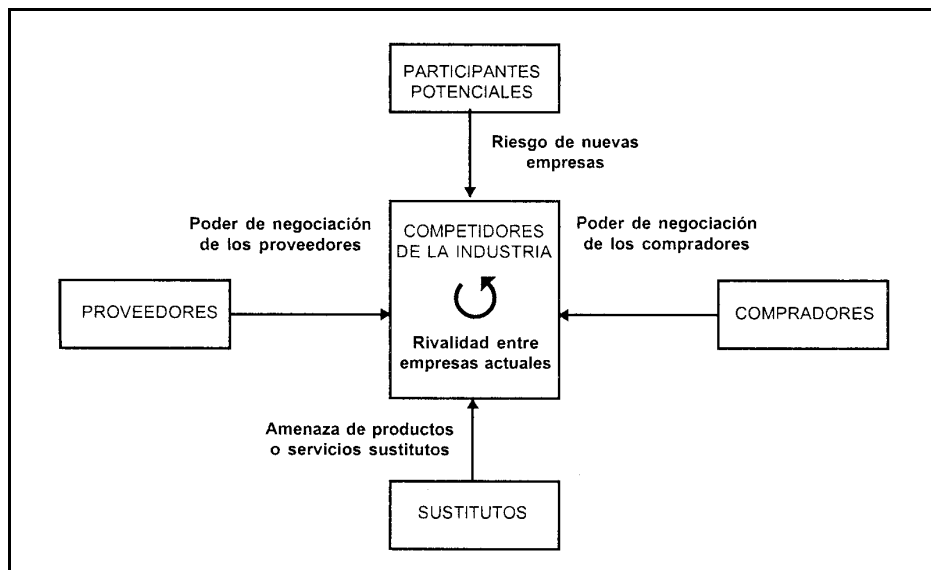 PARTICIPANTES
POTENCIALES
Riesgo de nuevas
empresas
Poder de negociación
de los proveedores
COMPETIDORES
DE LA INDUSTRIA
Poder de negociación
de los compradores
PROVEEDORES
Rivalidad entre
empresas actuales
COMPRADORES
Amenaza de productos
o servicios sustitutos
SUSTITUTOS